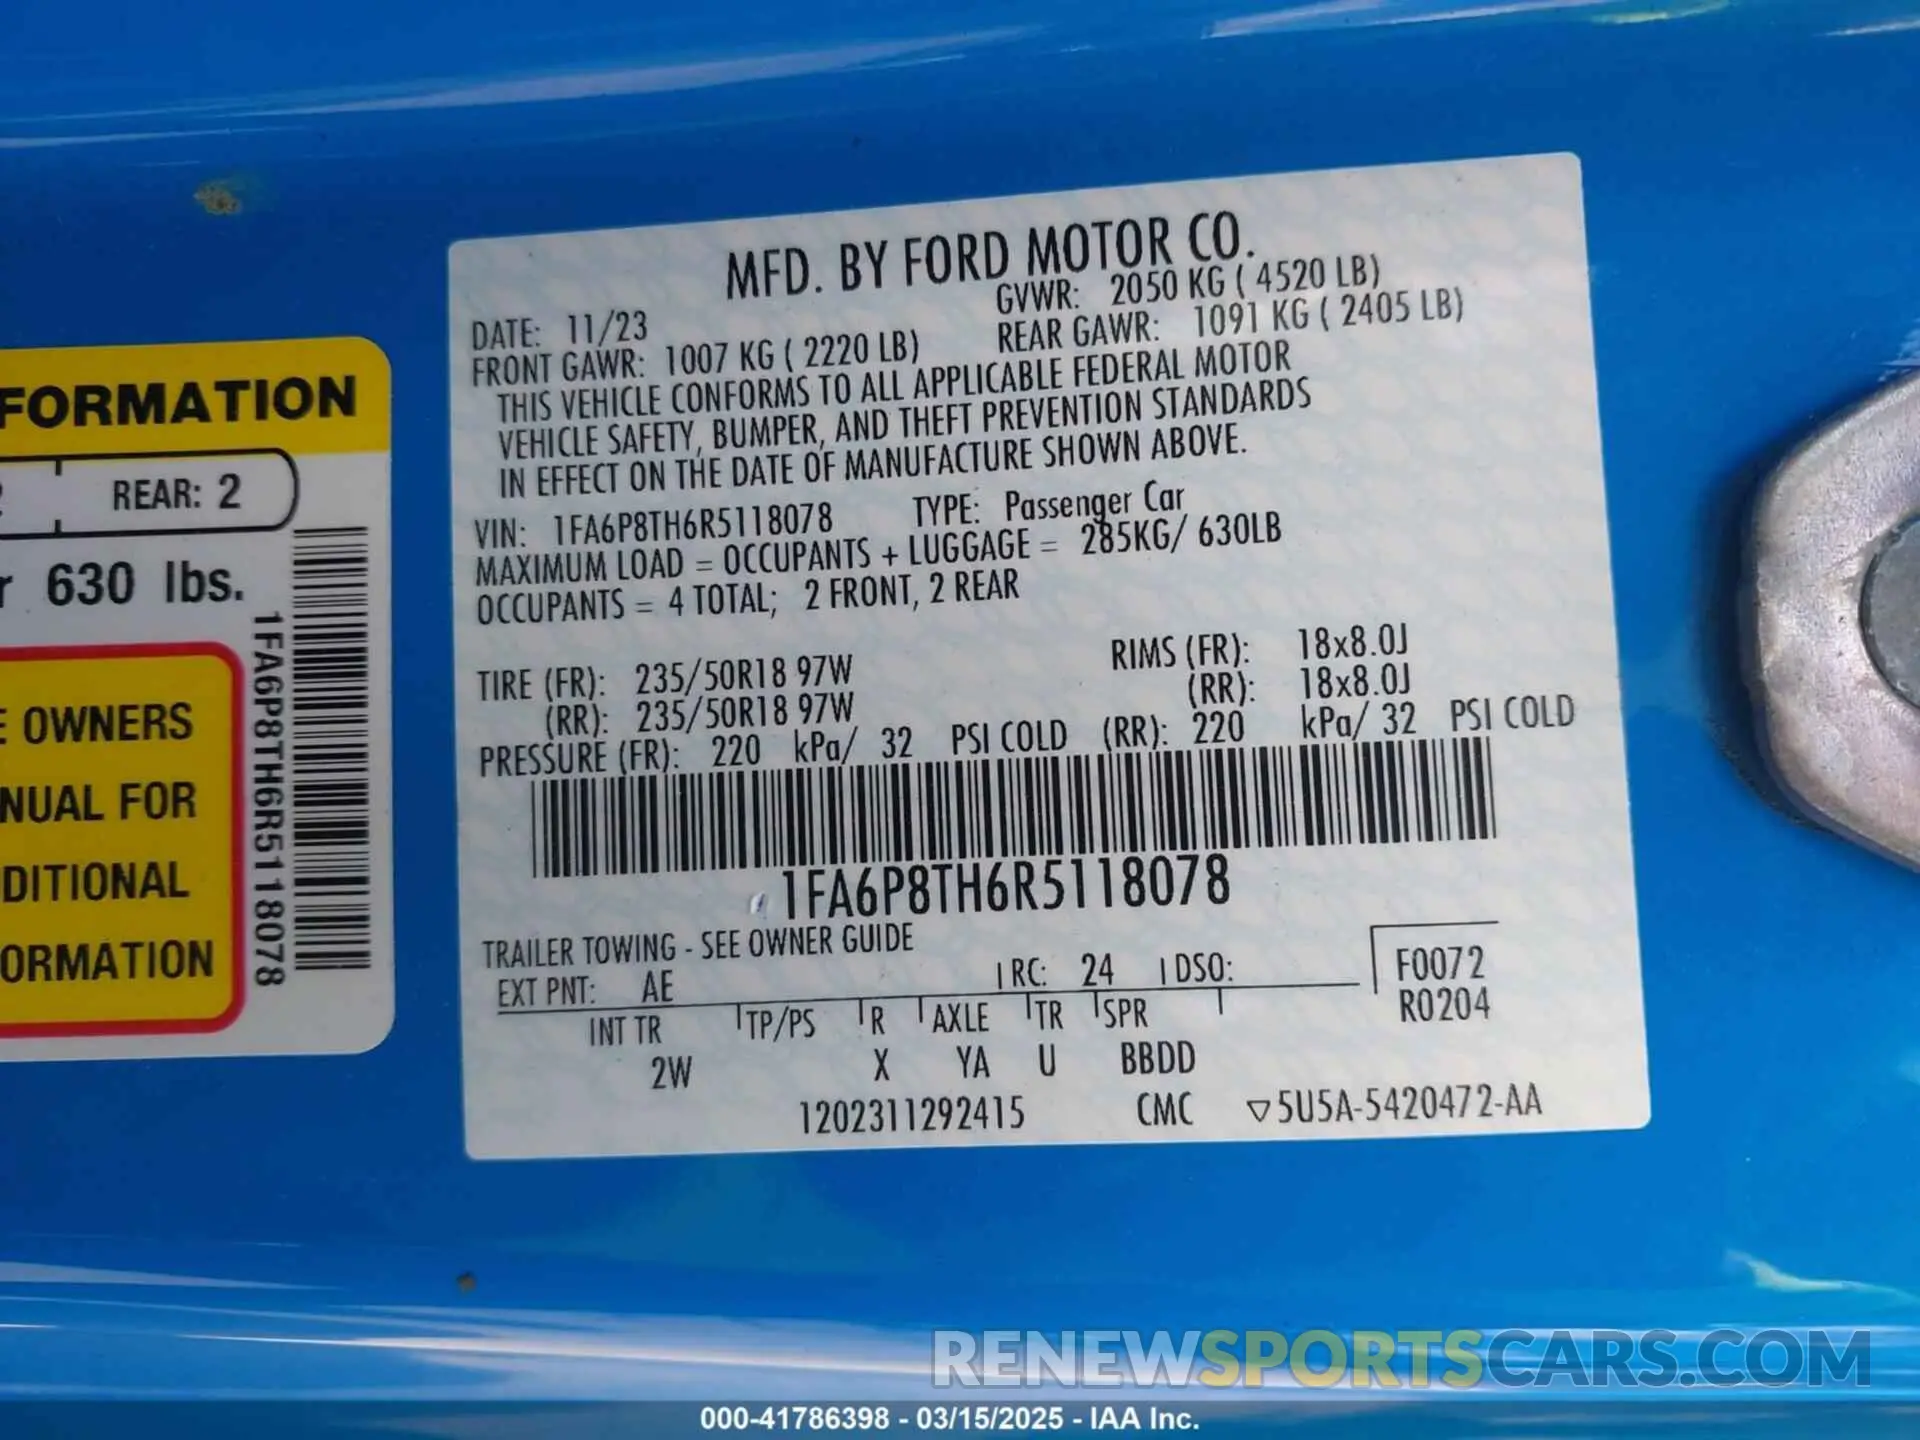 FORMATION
REAR: 2
630 lbs.
OWNERS
NUAL FOR
DITIONAL
ORMATION
1FA6P8TH6R5118078
MFD. BY FORD MOTOR CO.
DATE: 11/23
GVWR: 2050 KG ( 4520 LB)
FRONT GAWR: 1007 KG ( 2220 LB)
REAR GAWR: 1091 KG ( 2405 LB)
THIS VEHICLE CONFORMS TO ALL APPLICABLE FEDERAL MOTOR
VEHICLE SAFETY, BUMPER, AND THEFT PREVENTION STANDARDS
IN EFFECT ON THE DATE OF MANUFACTURE SHOWN ABOVE.
VIN: 1FA6P8TH6R5118078 TYPE: Passenger Car
MAXIMUM LOAD = OCCUPANTS + LUGGAGE = 285KG/ 630LB
OCCUPANTS = 4 TOTAL; 2 FRONT, 2 REAR
TIRE (FR): 235/50R18 97W RIMS (FR): 18x8.0J
(RR): 235/50R18 97W (RR): 18x8.0J
PRESSURE (FR): 220 kPa/ 32 PSI COLD (RR): 220 kPa/ 32 PSI COLD
1FA6P8TH6R5118078
TRAILER TOWING - SEE OWNER GUIDE
EXT PNT: AE RC: 24 DSO: F0072
R0204
INT TR TP/PS R AXLE TR SPR
2W X YA U BBDD
1202311292415 CMC ▽5U5A-5420472-AA
RENEWSPORTSCARS.COM
000-41786398 - 03/15/2025 - IAA Inc.